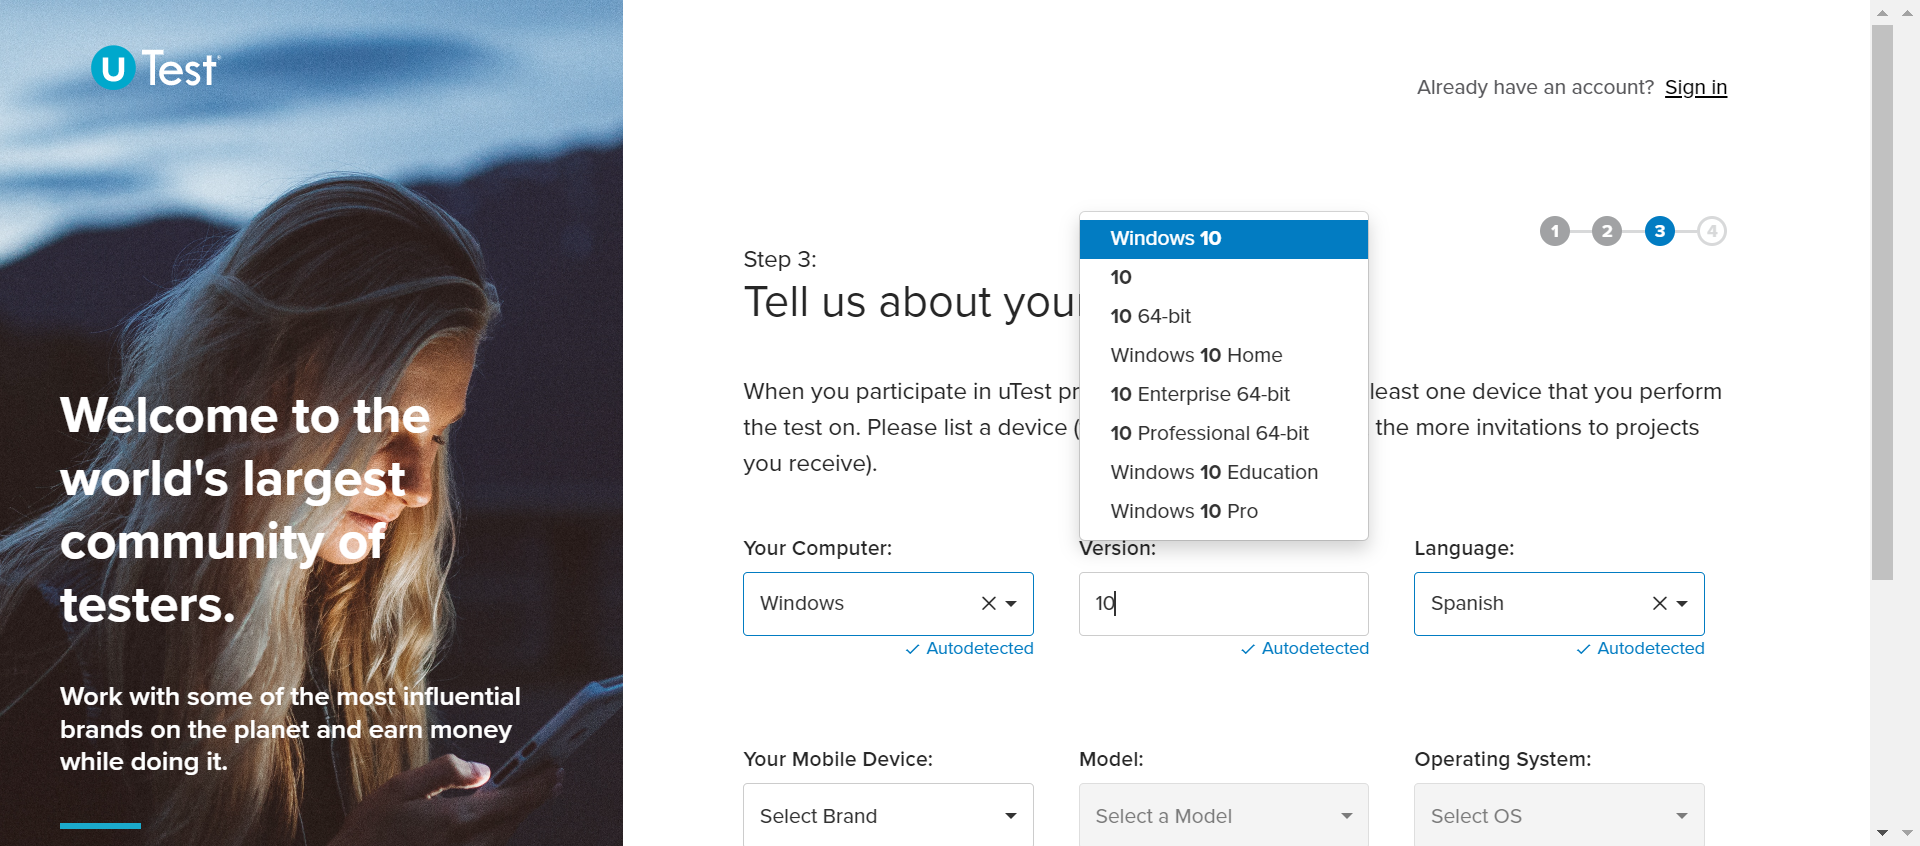 uTest
Already have an account? Sign in
1 2 3 4
Step 3:
Tell us about you
When you participate in uTest pr least one device that you perform
the test on. Please list a device ( the more invitations to projects
you receive).
Windows 10
10
10 64-bit
Windows 10 Home
10 Enterprise 64-bit
10 Professional 64-bit
Windows 10 Education
Windows 10 Pro
Your Computer: Version: Language:
Windows 10 Spanish
Autodetected Autodetected Autodetected
Your Mobile Device: Model: Operating System:
Select Brand Select a Model Select OS
Welcome to the
world's largest
community of
testers.
Work with some of the most influential
brands on the planet and earn money
while doing it.